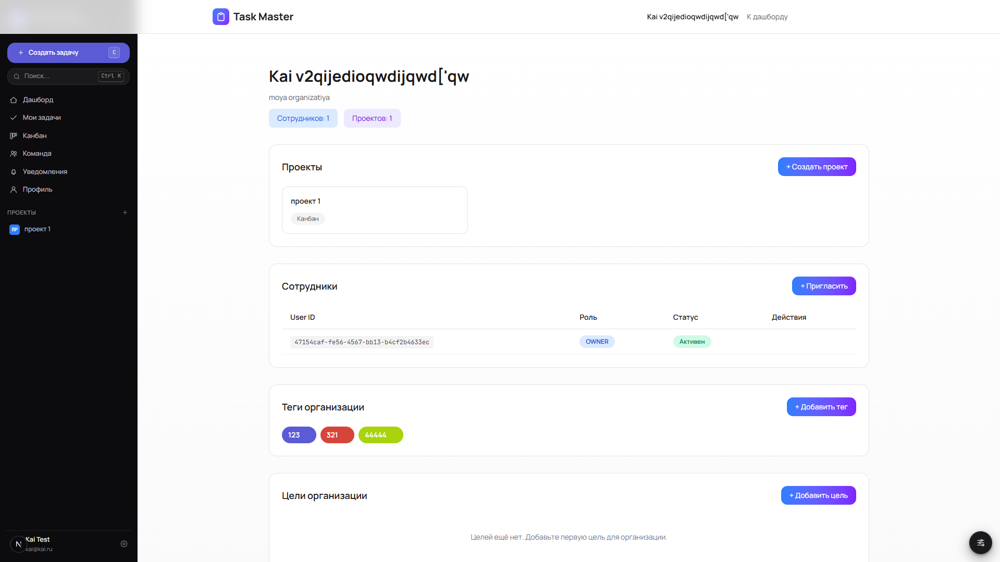 Task Master
Kai v2qijedioqwdijqwd['qw
К дашборду
+ Создать задачу
C
Поиск...
Ctrl K
Дашборд
Мои задачи
Канбан
Команда
Уведомления
Профиль
ПРОЕКТЫ
+
ПР
проект 1
N
Kai Test
kai@kai.ru
Kai v2qijedioqwdijqwd['qw
moya organizatiya
Сотрудников: 1
Проектов: 1
Проекты
+ Создать проект
проект 1
Канбан
Сотрудники
+ Пригласить
User ID
Роль
Статус
Действия
47154caf-fe56-4567-bb13-b4cf2b4633ec
OWNER
Активен
Теги организации
+ Добавить тег
123
321
44444
Цели организации
+ Добавить цель
Целей ещё нет. Добавьте первую цель для организации.